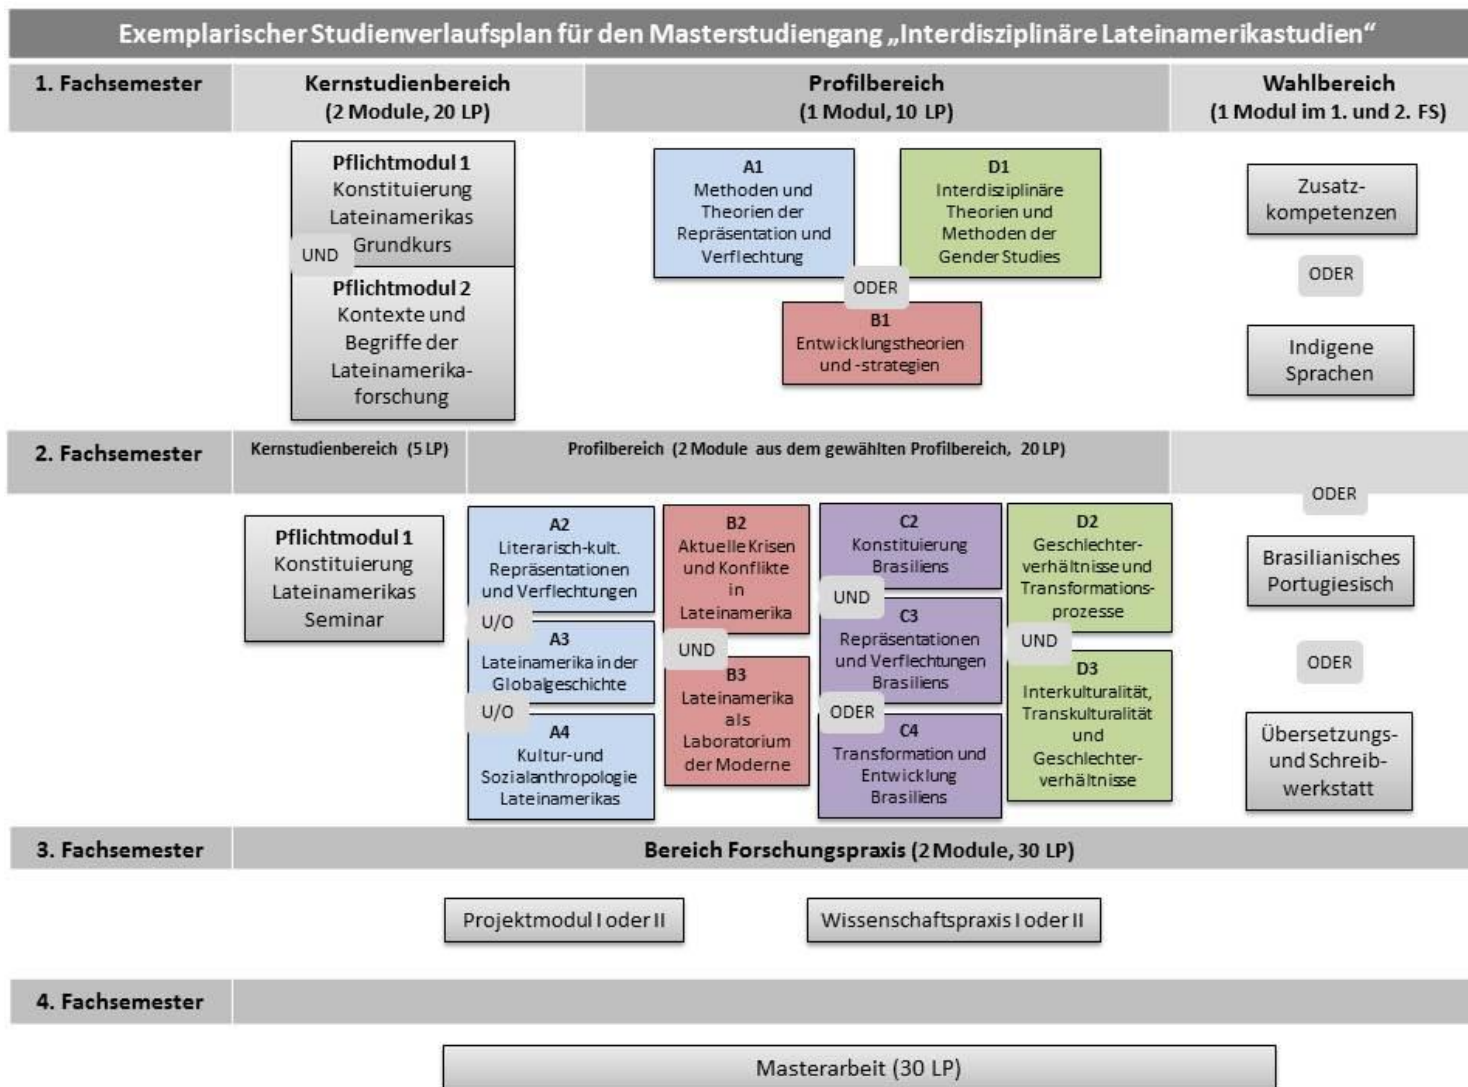 Exemplarischer Studienverlaufsplan für den Masterstudiengang „Interdisziplinäre Lateinamerikastudien“
1. Fachsemester
Kernstudienbereich
(2 Module, 20 LP)
Profilbereich
(1 Modul, 10 LP)
Wahlbereich
(1 Modul im 1. und 2. FS)
Pflichtmodul 1
Konstituierung
Lateinamerikas
Grundkurs
UND
Pflichtmodul 2
Kontexte und
Begriffe der
Lateinamerika-
forschung
A1
Methoden und
Theorien der
Repräsentation und
Verflechtung
D1
Interdisziplinäre
Theorien und
Methoden der
Gender Studies
ODER
B1
Entwicklungstheorien
und -strategien
Zusatz-
kompetenzen
ODER
Indigene
Sprachen
2. Fachsemester
Kernstudienbereich (5 LP)
Profilbereich (2 Module aus dem gewählten Profilbereich, 20 LP)
ODER
Pflichtmodul 1
Konstituierung
Lateinamerikas
Seminar
A2
Literarisch-kult.
Repräsentationen
und Verflechtungen
U/O
A3
Lateinamerika in der
Globalgeschichte
U/O
A4
Kultur-und
Sozialanthropologie
Lateinamerikas
B2
Aktuelle Krisen
und Konflikte
in
Lateinamerika
UND
B3
Lateinamerika
als
Laboratorium
der Moderne
C2
Konstituierung
Brasiliens
UND
C3
Repräsentationen
und Verflechtungen
Brasiliens
ODER
C4
Transformation und
Entwicklung
Brasiliens
D2
Geschlechter-
verhältnisse und
Transformations-
prozesse
UND
D3
Interkulturalität,
Transkulturalität
und
Geschlechter-
verhältnisse
Brasilianisches
Portugiesisch
ODER
Übersetzungs-
und Schreib-
werkstatt
3. Fachsemester
Bereich Forschungspraxis (2 Module, 30 LP)
Projektmodul I oder II
Wissenschaftspraxis I oder II
4. Fachsemester
Masterarbeit (30 LP)